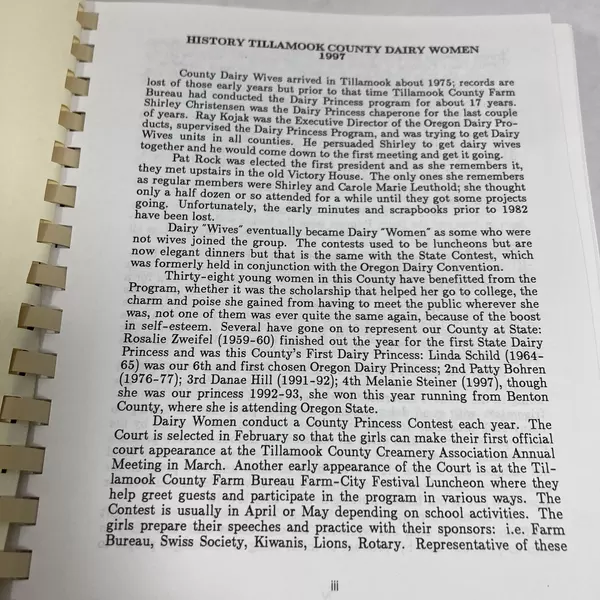 HISTORY TILLAMOOK COUNTY DAIRY WOMEN
1997
County Dairy Wives arrived in Tillamook about 1975; records are
lost of those early years but prior to that time Tillamook County Farm
Bureau had conducted the Dairy Princess program for about 17 years.
Shirley Christensen was the Dairy Princess chaperone for the last couple
of years. Ray Kojak was the Executive Director of the Oregon Dairy Pro-
ducts, supervised the Dairy Princess Program, and was trying to get Dairy
Wives units in all counties. He persuaded Shirley to get dairy wives
together and he would come down to the first meeting and get it going.
Pat Rock was elected the first president and as she remembers it,
they met upstairs in the old Victory House. The only ones she remembers
as regular members were Shirley and Carole Marie Leuthold; she thought
only a half dozen or so attended for a while until they got some projects
going. Unfortunately, the early minutes and scrapbooks prior to 1982
have been lost.
Dairy "Wives" eventually became Dairy "Women" as some who were
not wives joined the group. The contests used to be luncheons but are
now elegant dinners but that is the same with the State Contest, which
was formerly held in conjunction with the Oregon Dairy Convention.
Thirty-eight young women in this County have benefitted from the
Program, whether it was the scholarship that helped her go to college, the
charm and poise she gained from having to meet the public wherever she
was, not one of them was ever quite the same again, because of the boost
in self-esteem. Several have gone on to represent our County at State:
Rosalie Zweifel (1959-60) finished out the year for the first State Dairy
Princess and was this County's First Dairy Princess: Linda Schild (1964-
65) was our 6th and first chosen Oregon Dairy Princess; 2nd Patty Bohren
(1976-77); 3rd Danae Hill (1991-92); 4th Melanie Steiner (1997), though
she was our princess 1992-93, she won this year running from Benton
County, where she is attending Oregon State.
Dairy Women conduct a County Princess Contest each year. The
Court is selected in February so that the girls can make their first official
court appearance at the Tillamook County Creamery Association Annual
Meeting in March. Another early appearance of the Court is at the Til-
lamook County Farm Bureau Farm-City Festival Luncheon where they
help greet guests and participate in the program in various ways. The
Contest is usually in April or May depending on school activities. The
girls prepare their speeches and practice with their sponsors: i.e. Farm
Bureau, Swiss Society, Kiwanis, Lions, Rotary. Representative of these
iii